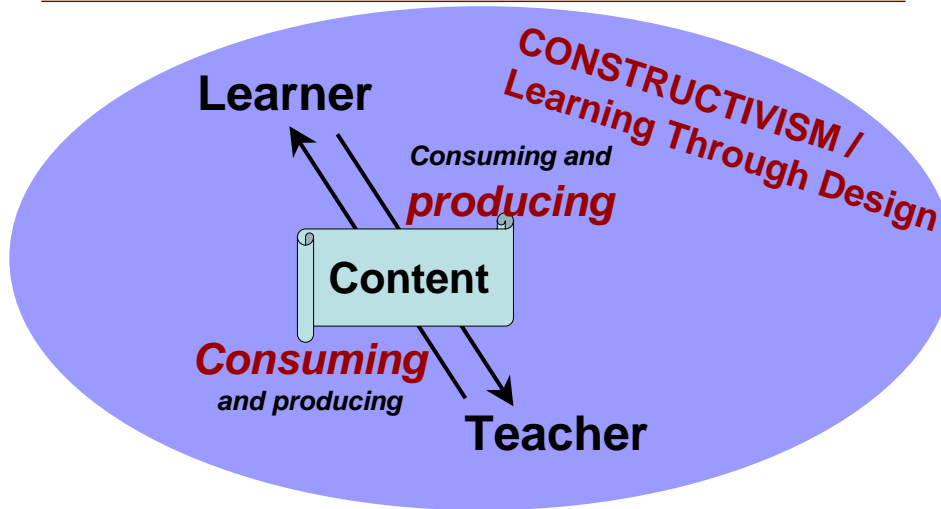 CONSTRUCTIVISM /
Learning Through Design
Learner
Consuming and
producing
Content
Consuming
and producing
Teacher